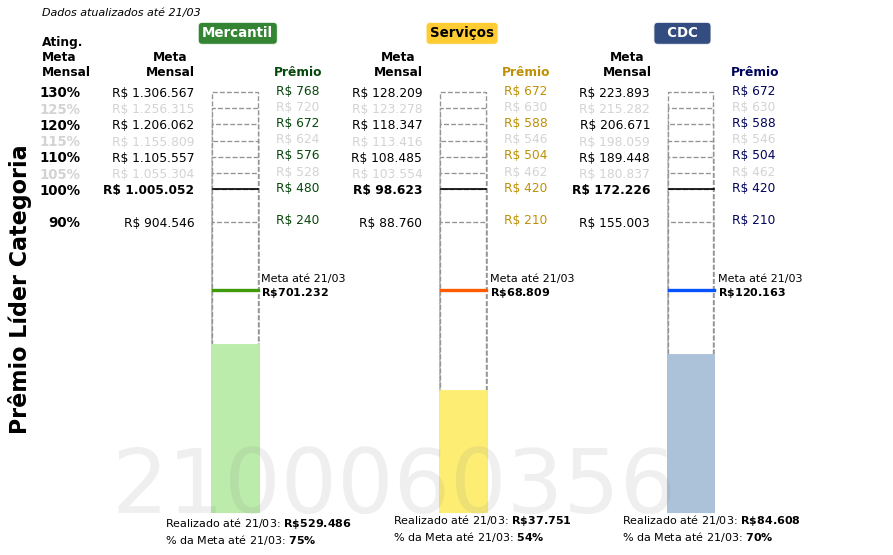 Dados atualizados até 21/03
Mercantil Serviços CDC
Ating. Meta Mensal Meta Mensal Prêmio Meta Mensal Prêmio Meta Mensal Prêmio
130% R$ 1.306.567 R$ 768 R$ 128.209 R$ 672 R$ 223.893 R$ 672
125% R$ 1.256.315 R$ 720 R$ 123.278 R$ 630 R$ 215.282 R$ 630
120% R$ 1.206.062 R$ 672 R$ 118.347 R$ 588 R$ 206.671 R$ 588
115% R$ 1.155.809 R$ 624 R$ 113.416 R$ 546 R$ 198.059 R$ 546
110% R$ 1.105.557 R$ 576 R$ 108.485 R$ 504 R$ 189.448 R$ 504
105% R$ 1.055.304 R$ 528 R$ 103.554 R$ 462 R$ 180.837 R$ 462
100% R$ 1.005.052 R$ 480 R$ 98.623 R$ 420 R$ 172.226 R$ 420
90% R$ 904.546 R$ 240 R$ 88.760 R$ 210 R$ 155.003 R$ 210
Meta até 21/03 Meta até 21/03 Meta até 21/03
R$701.232 R$68.809 R$120.163
Prêmio Líder Categoria
2100060356
Realizado até 21/03: R$529.486 Realizado até 21/03: R$37.751 Realizado até 21/03: R$84.608
% da Meta até 21/03: 75% % da Meta até 21/03: 54% % da Meta até 21/03: 70%